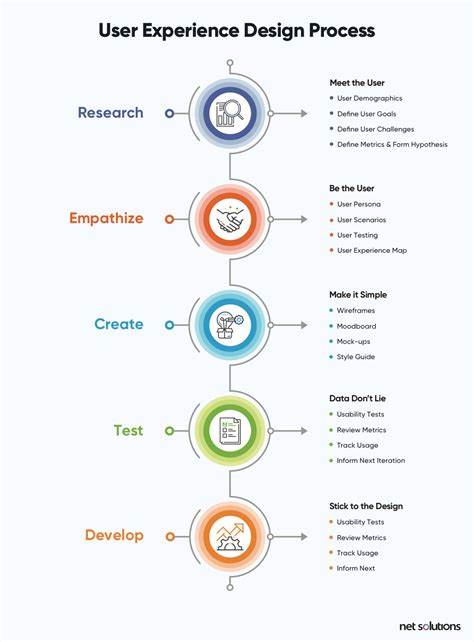 User Experience Design Process
Research
Meet the User
User Demographics
Define User Goals
Define User Challenges
Define Metrics & Form Hypothesis
Empathize
Be the User
User Persona
User Scenarios
User Testing
User Experience Map
Create
Make it Simple
Wireframes
Moodboard
Mock-ups
Style Guide
Test
Data Don't Lie
Usability Tests
Review Metrics
Track Usage
Inform Next Iteration
Develop
Stick to the Design
Usability Tests
Review Metrics
Track Usage
Inform Next
net solutions